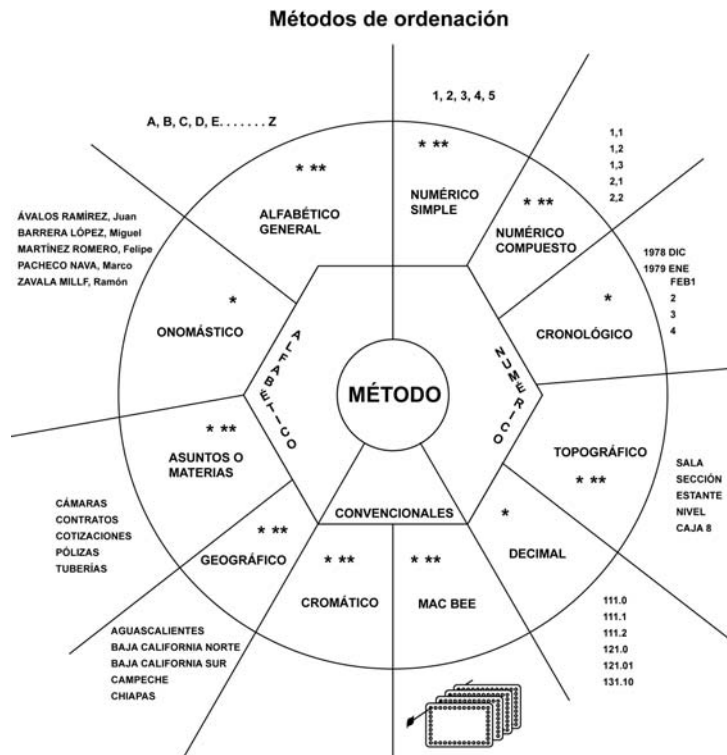 Métodos de ordenación
A, B, C, D, E. . . . . . . Z
1, 2, 3, 4, 5
1,1
1,2
1,3
2,1
2,2
* **
ALFABÉTICO
GENERAL
* **
NUMÉRICO
SIMPLE
* **
NUMÉRICO
COMPUESTO
ÁVALOS RAMÍREZ, Juan
BARRERA LÓPEZ, Miguel
MARTÍNEZ ROMERO, Felipe
PACHECO NAVA, Marco
ZAVALA MILLF, Ramón
*
ONOMÁSTICO
1978 DIC
1979 ENE
FEB1
2
3
4
*
CRONOLÓGICO
ALFABÉTICO
MÉTODO
NUMÉRICO
* **
ASUNTOS O
MATERIAS
TOPOGRÁFICO
* **
SALA
SECCIÓN
ESTANTE
NIVEL
CAJA 8
CÁMARAS
CONTRATOS
COTIZACIONES
PÓLIZAS
TUBERÍAS
CONVENCIONALES
* **
GEOGRÁFICO
* **
CROMÁTICO
* **
MAC BEE
*
DECIMAL
111.0
111.1
111.2
121.0
121.01
131.10
AGUASCALIENTES
BAJA CALIFORNIA NORTE
BAJA CALIFORNIA SUR
CAMPECHE
CHIAPAS